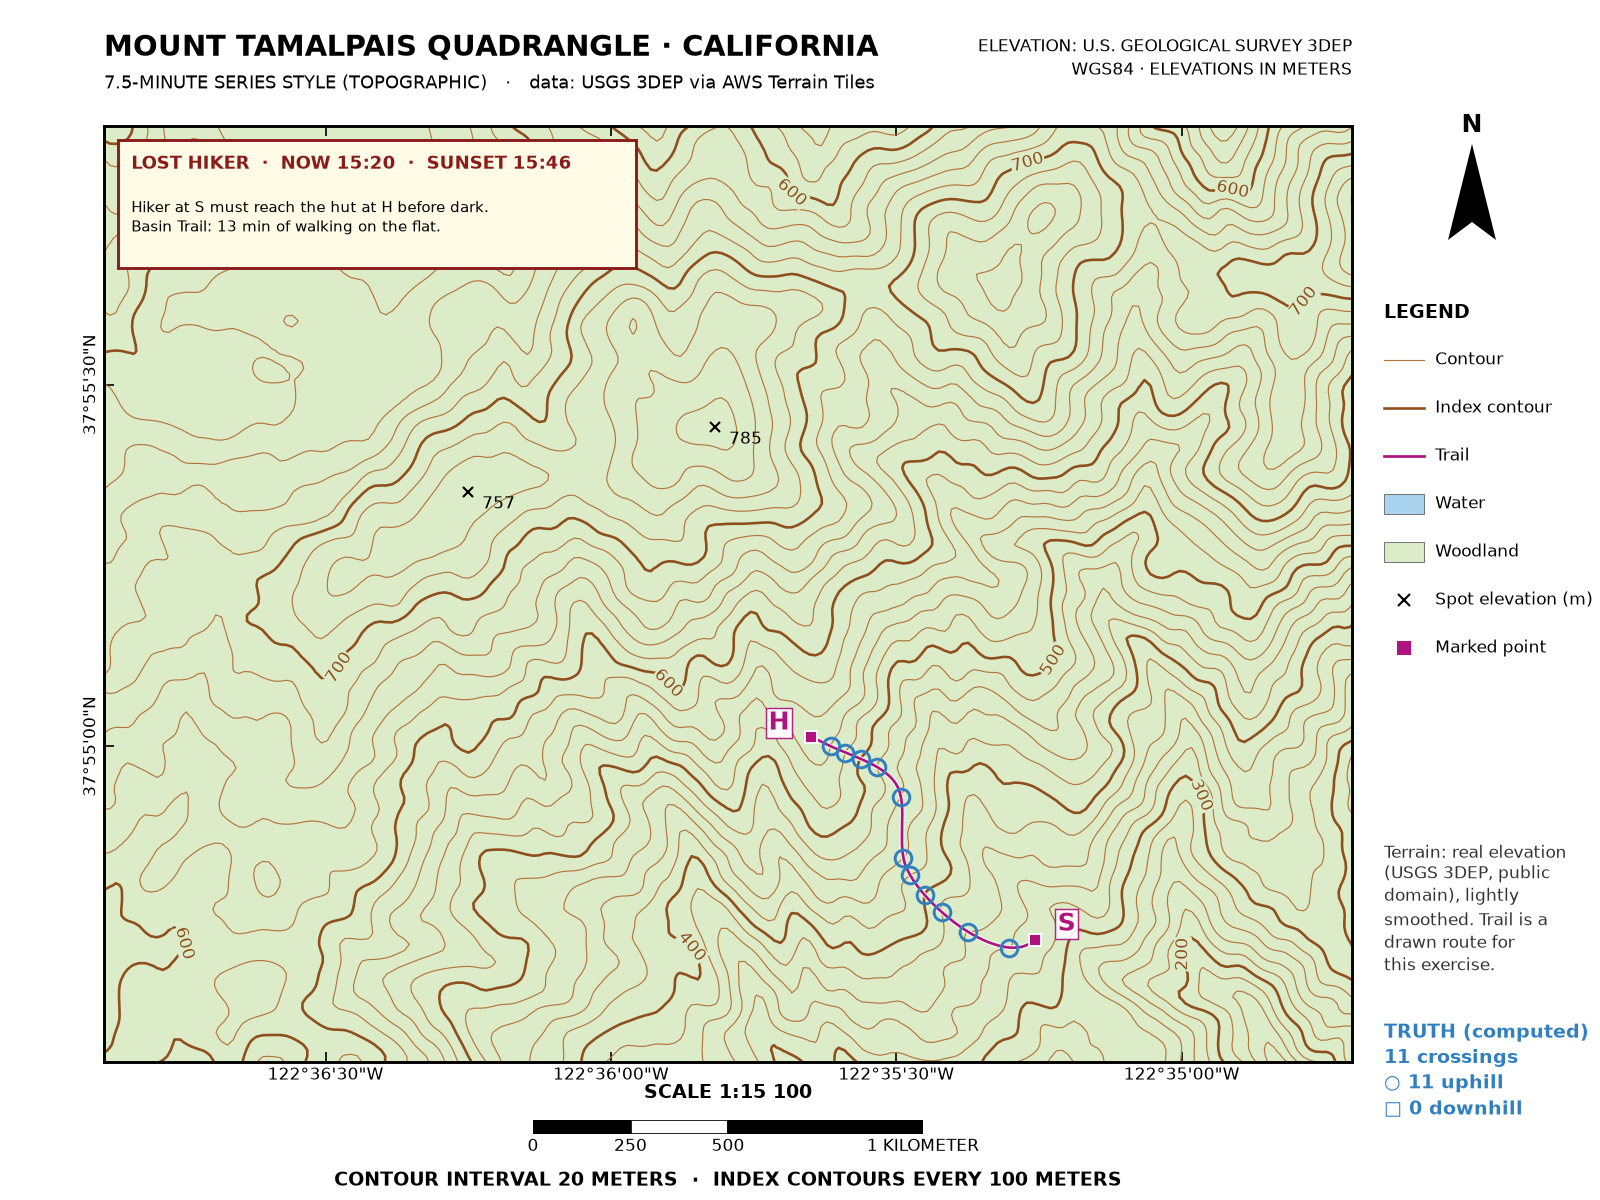 MOUNT TAMALPAIS QUADRANGLE · CALIFORNIA
7.5-MINUTE SERIES STYLE (TOPOGRAPHIC) · data: USGS 3DEP via AWS Terrain Tiles
ELEVATION: U.S. GEOLOGICAL SURVEY 3DEP
WGS84 · ELEVATIONS IN METERS
LOST HIKER · NOW 15:20 · SUNSET 15:46
Hiker at S must reach the hut at H before dark.
Basin Trail: 13 min of walking on the flat.
600
700
600
700
37°55'30"N
785
757
700
600
500
H
37°55'00"N
300
S
600
400
200
122°36'30"W
122°36'00"W
122°35'30"W
122°35'00"W
N
LEGEND
Contour
Index contour
Trail
Water
Woodland
Spot elevation (m)
Marked point
Terrain: real elevation
(USGS 3DEP, public
domain), lightly
smoothed. Trail is a
drawn route for
this exercise.
TRUTH (computed)
11 crossings
○ 11 uphill
□ 0 downhill
SCALE 1:15 100
0 250 500 1 KILOMETER
CONTOUR INTERVAL 20 METERS · INDEX CONTOURS EVERY 100 METERS